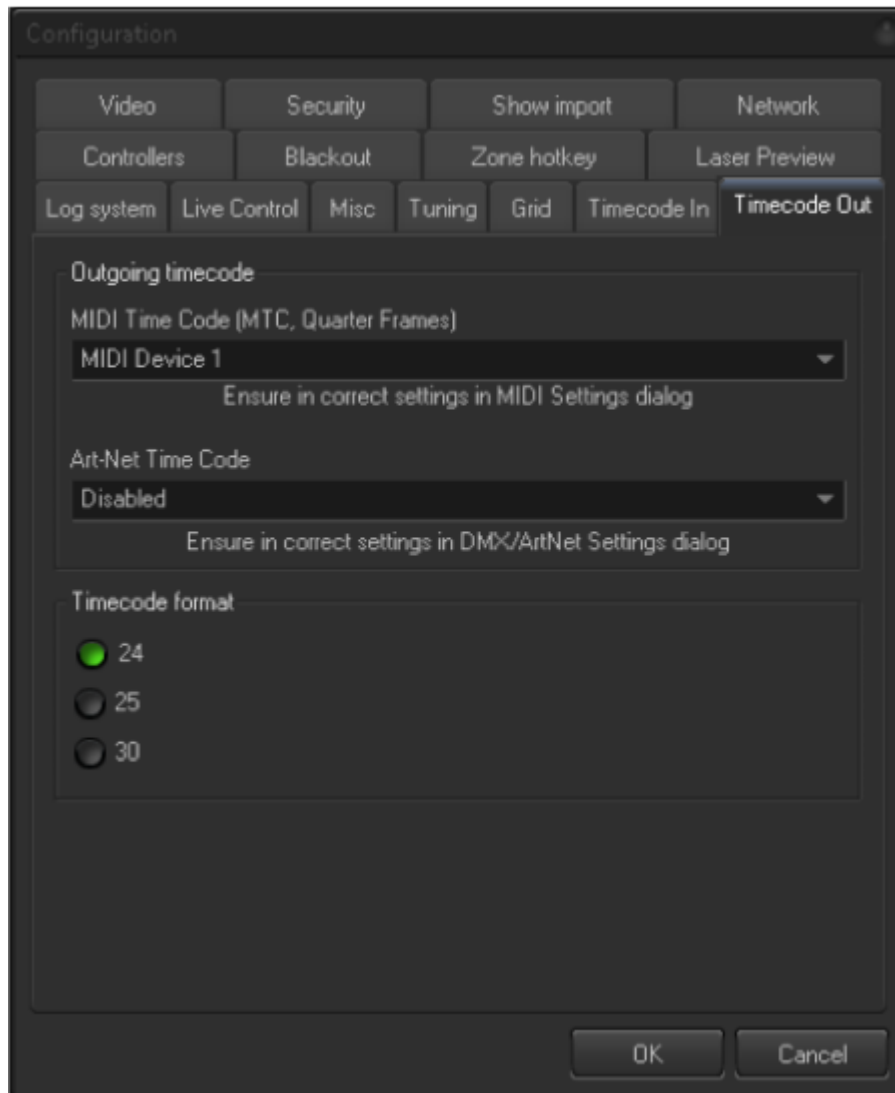 Configuration
Video Security Show import Network
Controllers Blackout Zone hotkey Laser Preview
Log system Live Control Misc Tuning Grid Timecode In Timecode Out
Outgoing timecode
MIDI Time Code (MTC, Quarter Frames)
MIDI Device 1
Ensure in correct settings in MIDI Settings dialog
Art-Net Time Code
Disabled
Ensure in correct settings in DMX/ArtNet Settings dialog
Timecode format
24
25
30
OK Cancel